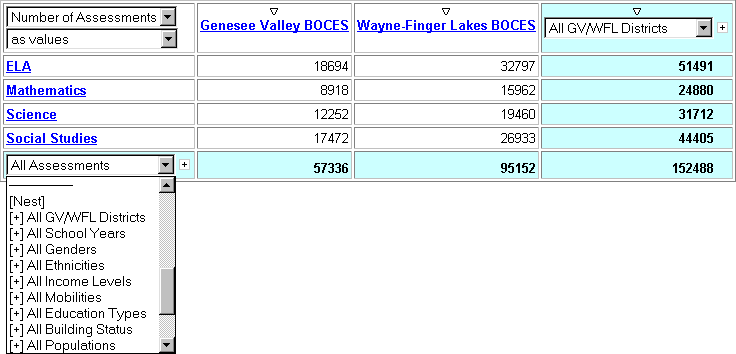 Number of Assessments
as values
Genesee Valley BOCES Wayne-Finger Lakes BOCES All GV/WFL Districts +
ELA 18694 32797 51491
Mathematics 8918 15962 24880
Science 12252 19460 31712
Social Studies 17472 26933 44405
All Assessments + 57336 95152 152488
[Nest]
[+] All GV/WFL Districts
[+] All School Years
[+] All Genders
[+] All Ethnicities
[+] All Income Levels
[+] All Mobilities
[+] All Education Types
[+] All Building Status
[+] All Populations